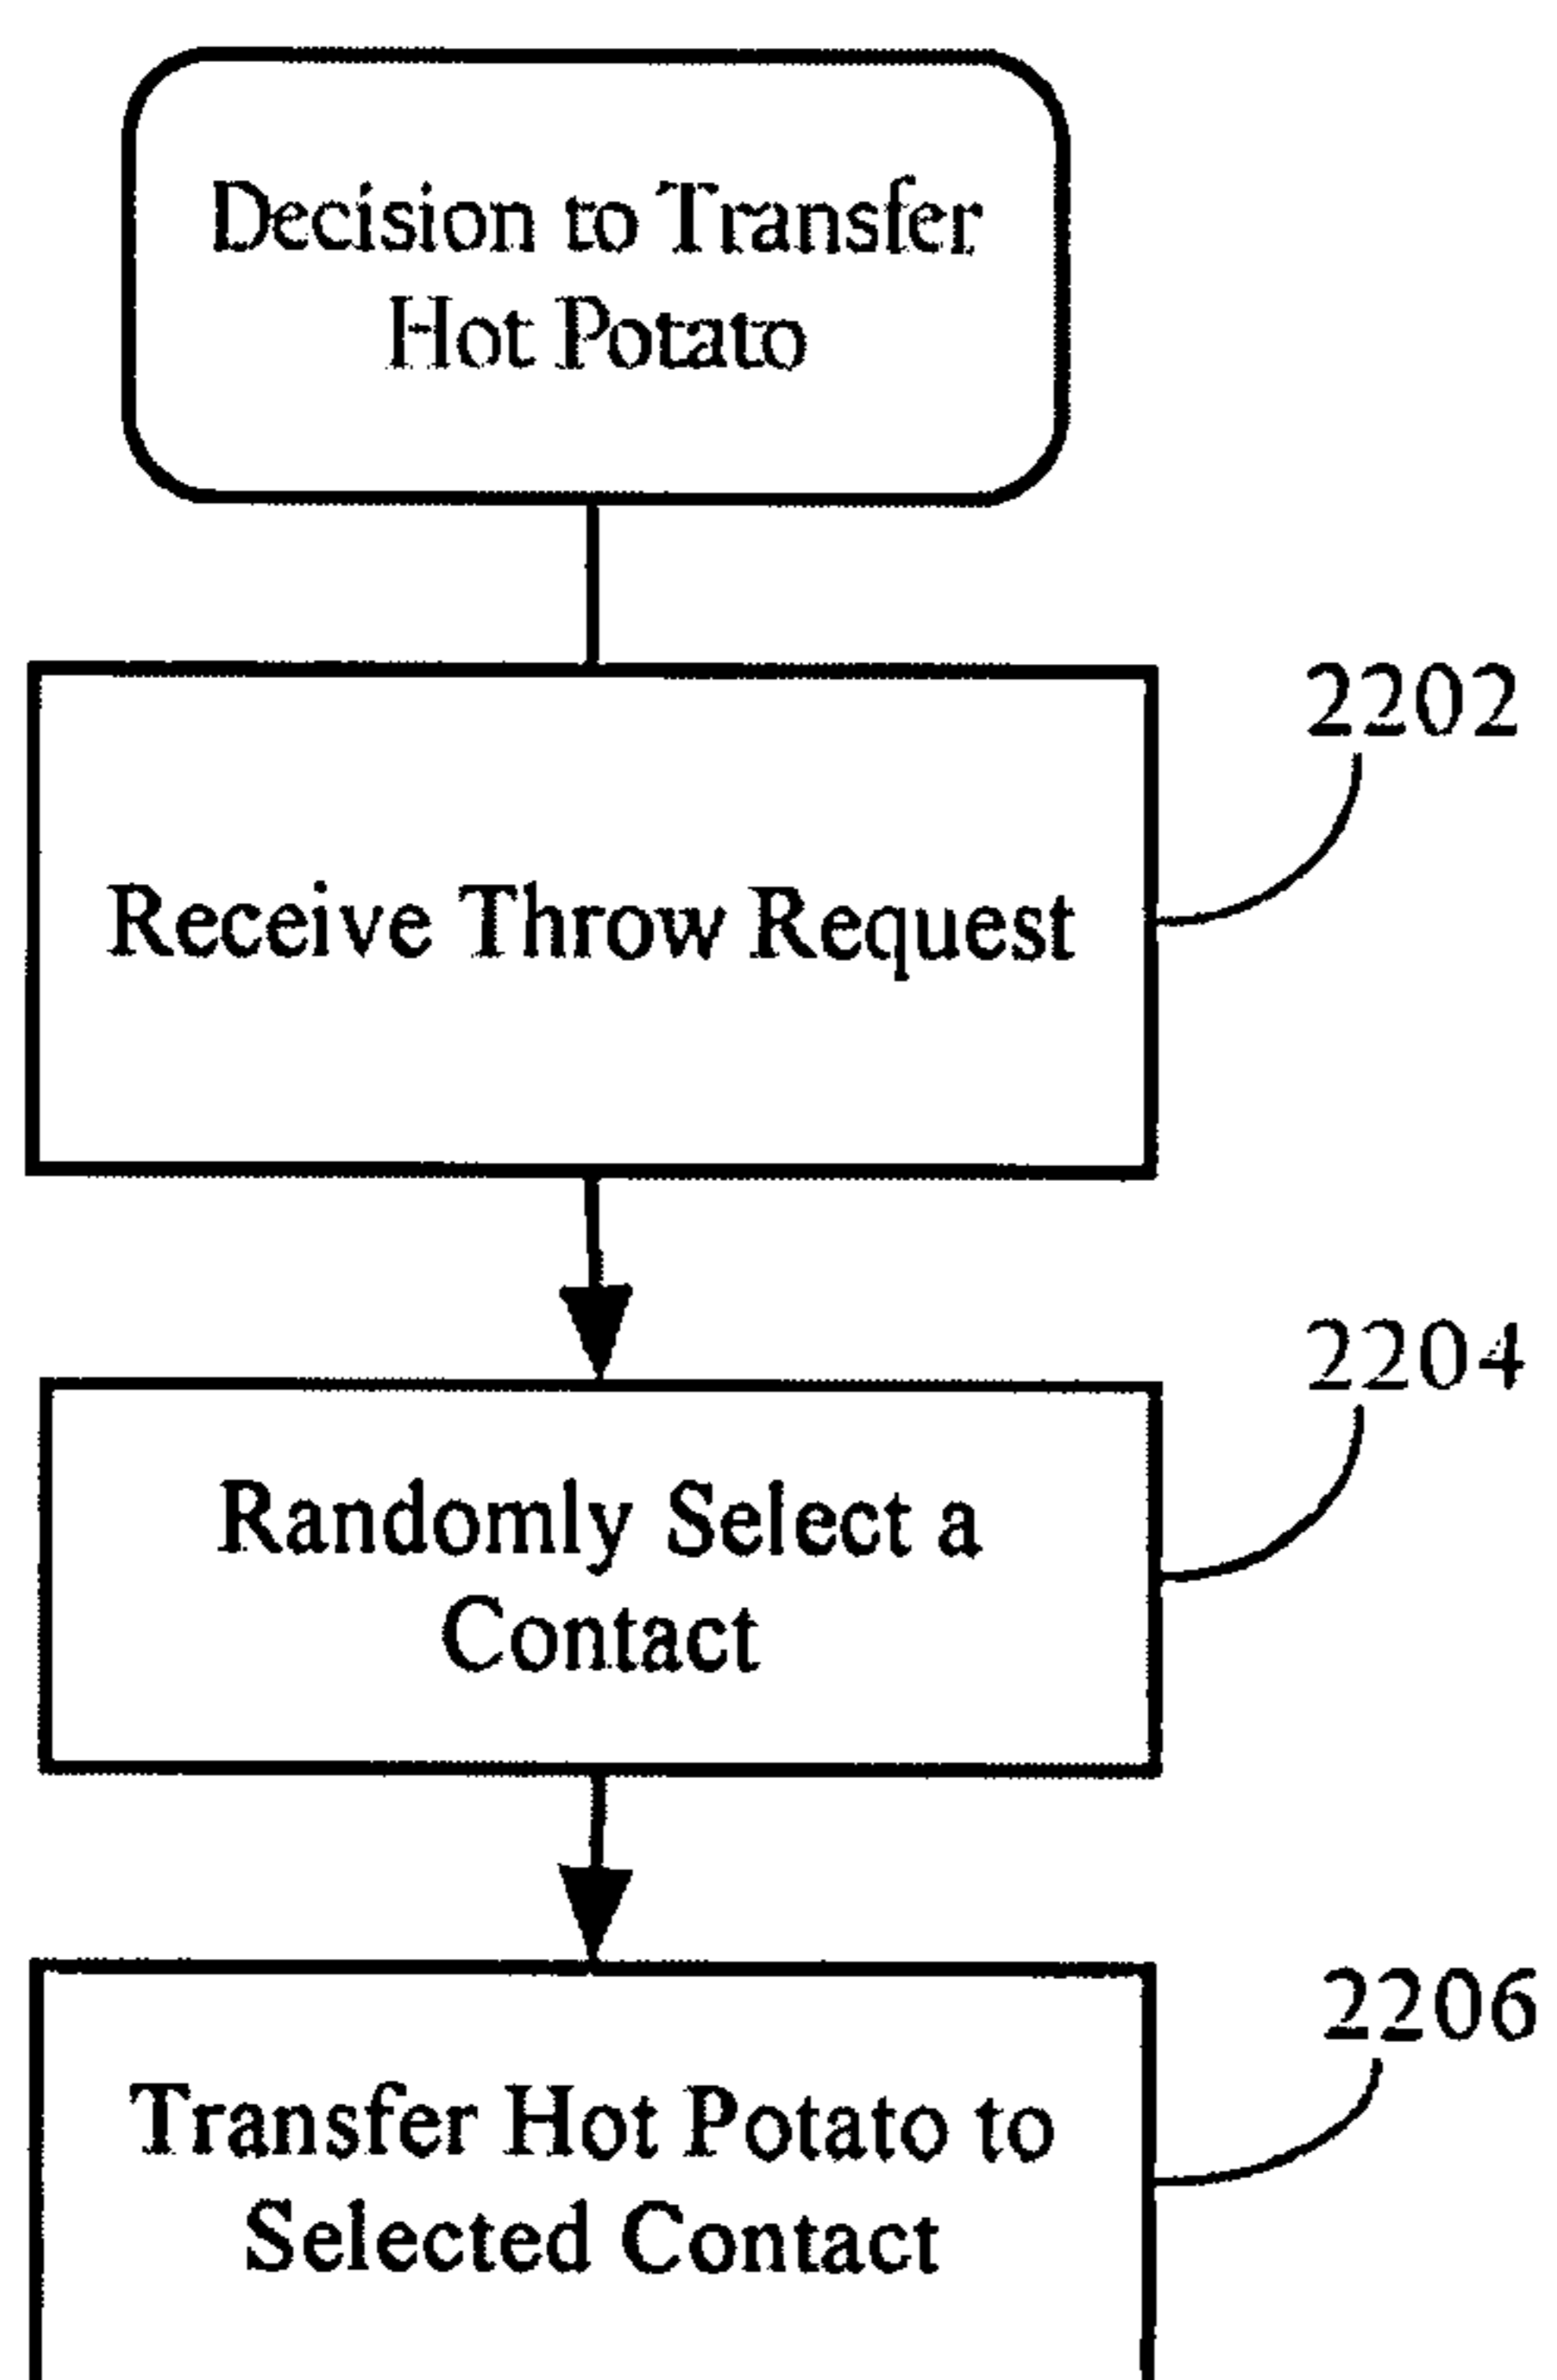 Decision to Transfer
Hot Potato
2202
Receive Throw Request
2204
Randomly Select a
Contact
2206
Transfer Hot Potato to
Selected Contact